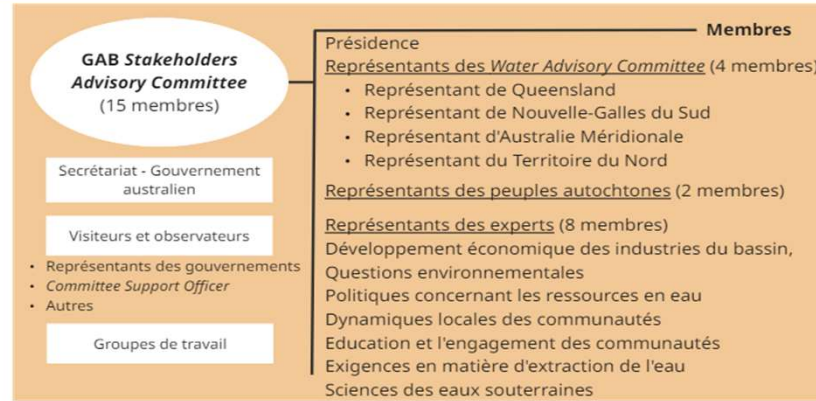 GAB Stakeholders
Advisory Committee
(15 membres)
Secrétariat - Gouvernement
australien
Visiteurs et observateurs
• Représentants des gouvernements
• Committee Support Officer
• Autres
Groupes de travail
Membres
Présidence
Représentants des Water Advisory Committee (4 membres)
• Représentant de Queensland
• Représentant de Nouvelle-Galles du Sud
• Représentant d'Australie Méridionale
• Représentant du Territoire du Nord
Représentants des peuples autochtones (2 membres)
Représentants des experts (8 membres)
Développement économique des industries du bassin,
Questions environnementales
Politiques concernant les ressources en eau
Dynamiques locales des communautés
Education et l'engagement des communautés
Exigences en matière d'extraction de l'eau
Sciences des eaux souterraines